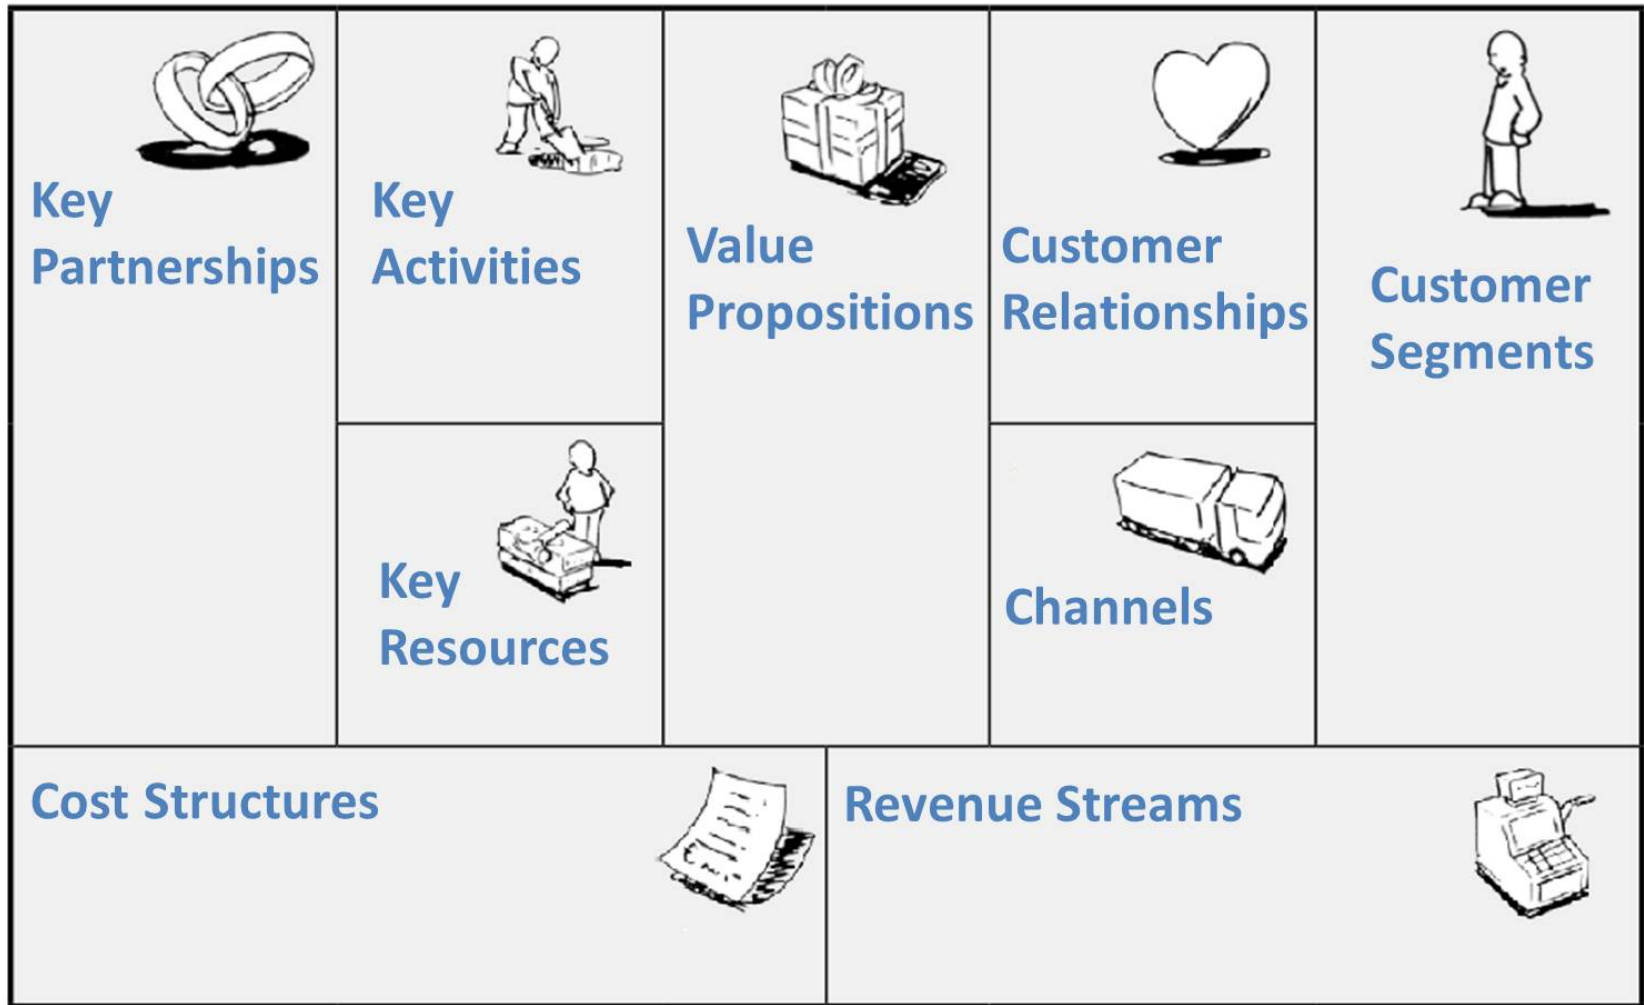 Key
Partnerships
Key
Activities
Key
Resources
Value
Propositions
Customer
Relationships
Channels
Customer
Segments
Cost Structures
Revenue Streams